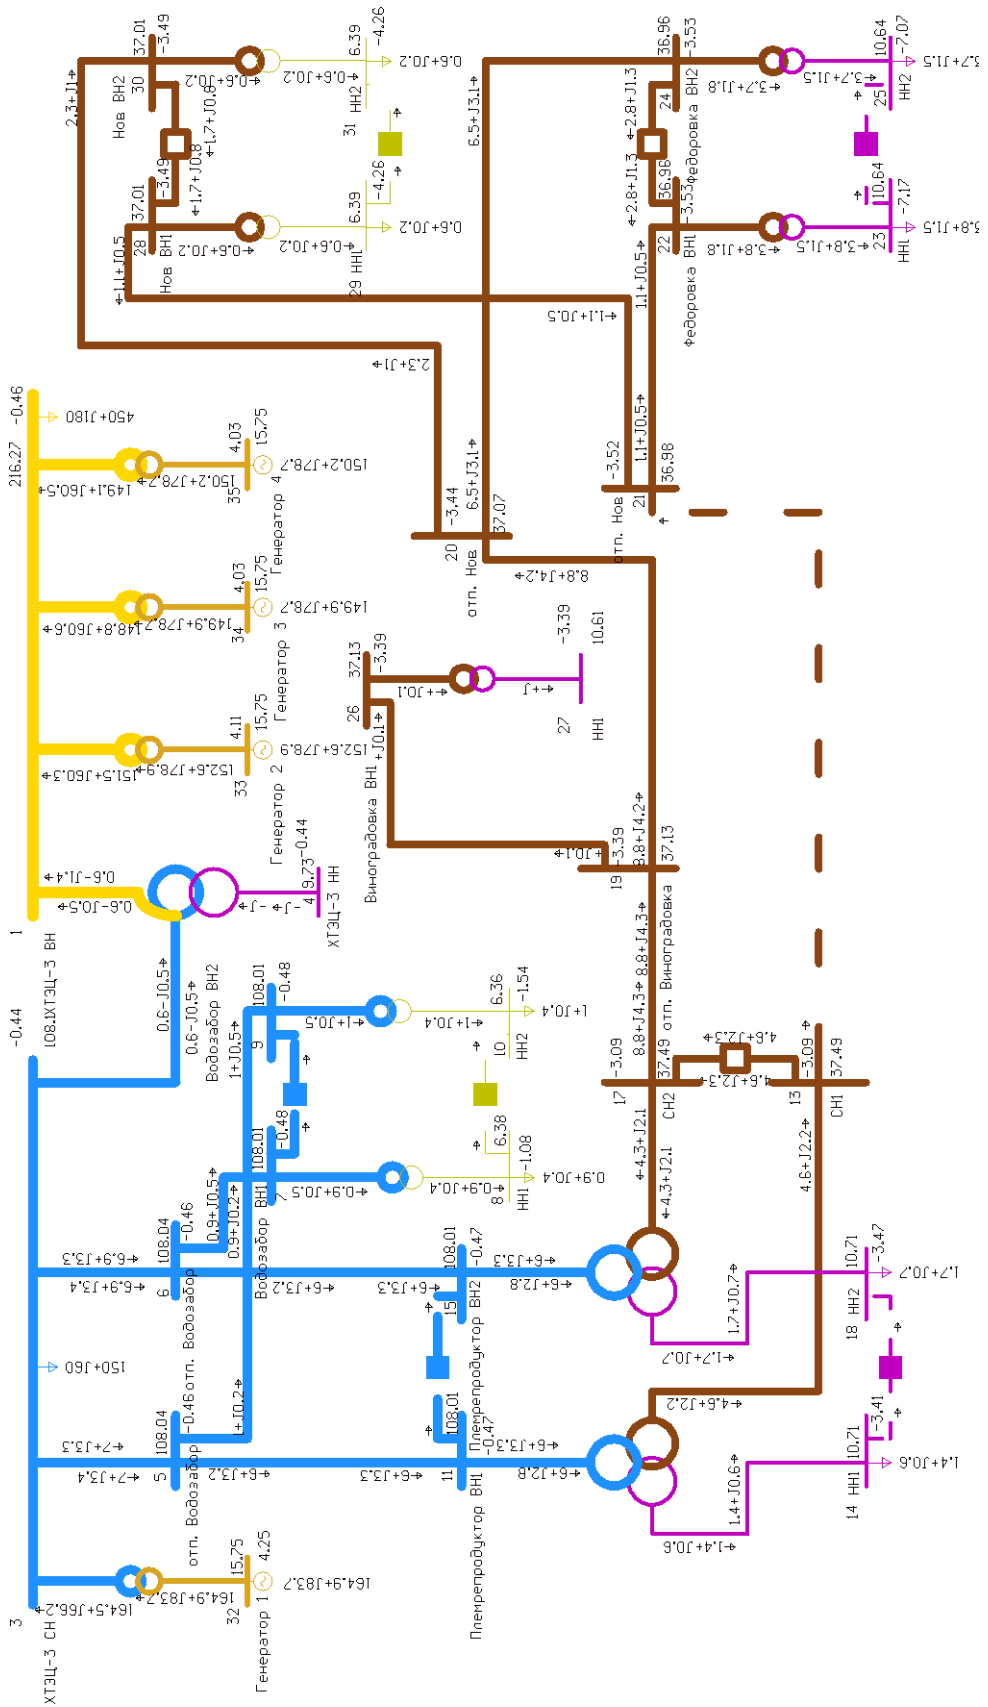 216.27
-0.46
1
ХТЭЦ-3 ВН
450+J180
149.1+J60.5
150.2+J78.7
35
4.03
15.75
150.2+J78.7
Генератор 4
148.8+J60.6
149.9+J78.7
34
4.03
15.75
149.9+J78.7
Генератор 3
151.5+J60.3
152.6+J78.9
33
4.11
15.75
152.6+J78.9
Генератор 2
0.6-J1.4
0.6-J0.5
4
9.73
-0.44
ХТЭЦ-3 НН
-J
-J
0.6-J0.5
0.6-J0.5
-0.44
3
ХТЭЦ-3 СН
150+J60
164.5+J66.2
164.9+J83.7
32
15.75
4.25
164.9+J83.7
Генератор 1
7+J3.3
7+J3.4
5
108.04
-0.46
отп. Водозабор
6.9+J3.3
6.9+J3.4
6
108.04
-0.46
отп. Водозабор
1+J0.2
0.9+J0.5
0.9+J0.2
1+J0.5
Водозабор ВН1
7
108.01
-0.48
Водозабор ВН2
9
108.01
-0.48
0.9+J0.5
0.9+J0.4
8
НН1
6.38
-1.08
0.9+J0.4
1+J0.5
1+J0.4
10
НН2
6.36
-1.54
1+J0.4
6+J3.2
6+J3.3
11
108.01
-0.47
Племрепродуктор ВН1
6+J3.2
6+J3.3
15
108.01
-0.47
Племрепродуктор ВН2
6+J3.3
6+J2.8
6+J3.3
6+J2.8
1.4+J0.6
1.4+J0.6
14 НН1
10.71
-3.41
1.4+J0.6
1.7+J0.7
1.7+J0.7
18 НН2
10.71
-3.47
1.7+J0.7
4.6+J2.2
4.6+J2.2
13
СН1
-3.09
37.49
4.6+J2.3
4.6+J2.3
17
СН2
-3.09
37.49
4.3+J2.1
4.3+J2.1
8.8+J4.3
8.8+J4.3
отп. Виноградовка
19
-3.39
37.13
8.8+J4.2
+J0.1
+J0.1
Виноградовка ВН1
26
37.13
-3.39
+J0.1
+J
27
НН1
-3.39
10.61
8.8+J4.2
отп. Нов
20
-3.44
37.07
6.5+J3.1
2.3+J1
отп. Нов
21
-3.52
36.98
1.1+J0.5
1.1+J0.5
1.1+J0.5
1.1+J0.5
Нов ВН1
28
37.01
-3.49
1.7+J0.8
1.7+J0.8
Нов ВН2
30
37.01
-3.49
2.3+J1
0.6+J0.2
0.6+J0.2
0.6+J0.2
29 НН1
6.39
-4.26
0.6+J0.2
0.6+J0.2
0.6+J0.2
0.6+J0.2
31
НН2
6.39
-4.26
0.6+J0.2
6.5+J3.1
Федоровка ВН1
22
36.96
-3.53
2.8+J1.3
2.8+J1.3
Федоровка ВН2
24
36.96
-3.53
3.8+J1.8
3.8+J1.5
23
НН1
10.64
-7.17
3.8+J1.5
3.7+J1.8
3.7+J1.5
25
НН2
10.64
-7.07
3.7+J1.5